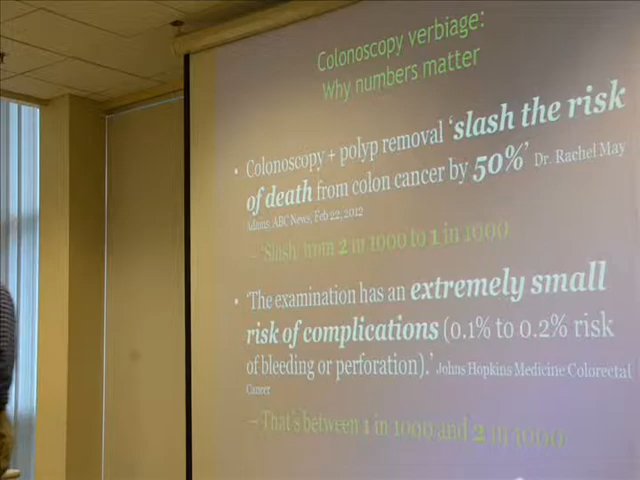 Colonoscopy verbiage:
Why numbers matter
• Colonoscopy + polyp removal ‘slash the risk
of death from colon cancer by 50%’ Dr. Rachel May
Adams, ABC News, Feb 22, 2012
– ‘Slash’ from 2 in 1000 to 1 in 1000
• ‘The examination has an extremely small
risk of complications (0.1% to 0.2% risk
of bleeding or perforation).’ Johns Hopkins Medicine Colorectal
Cancer
– That's between 1 in 1000 and 2 in 1000